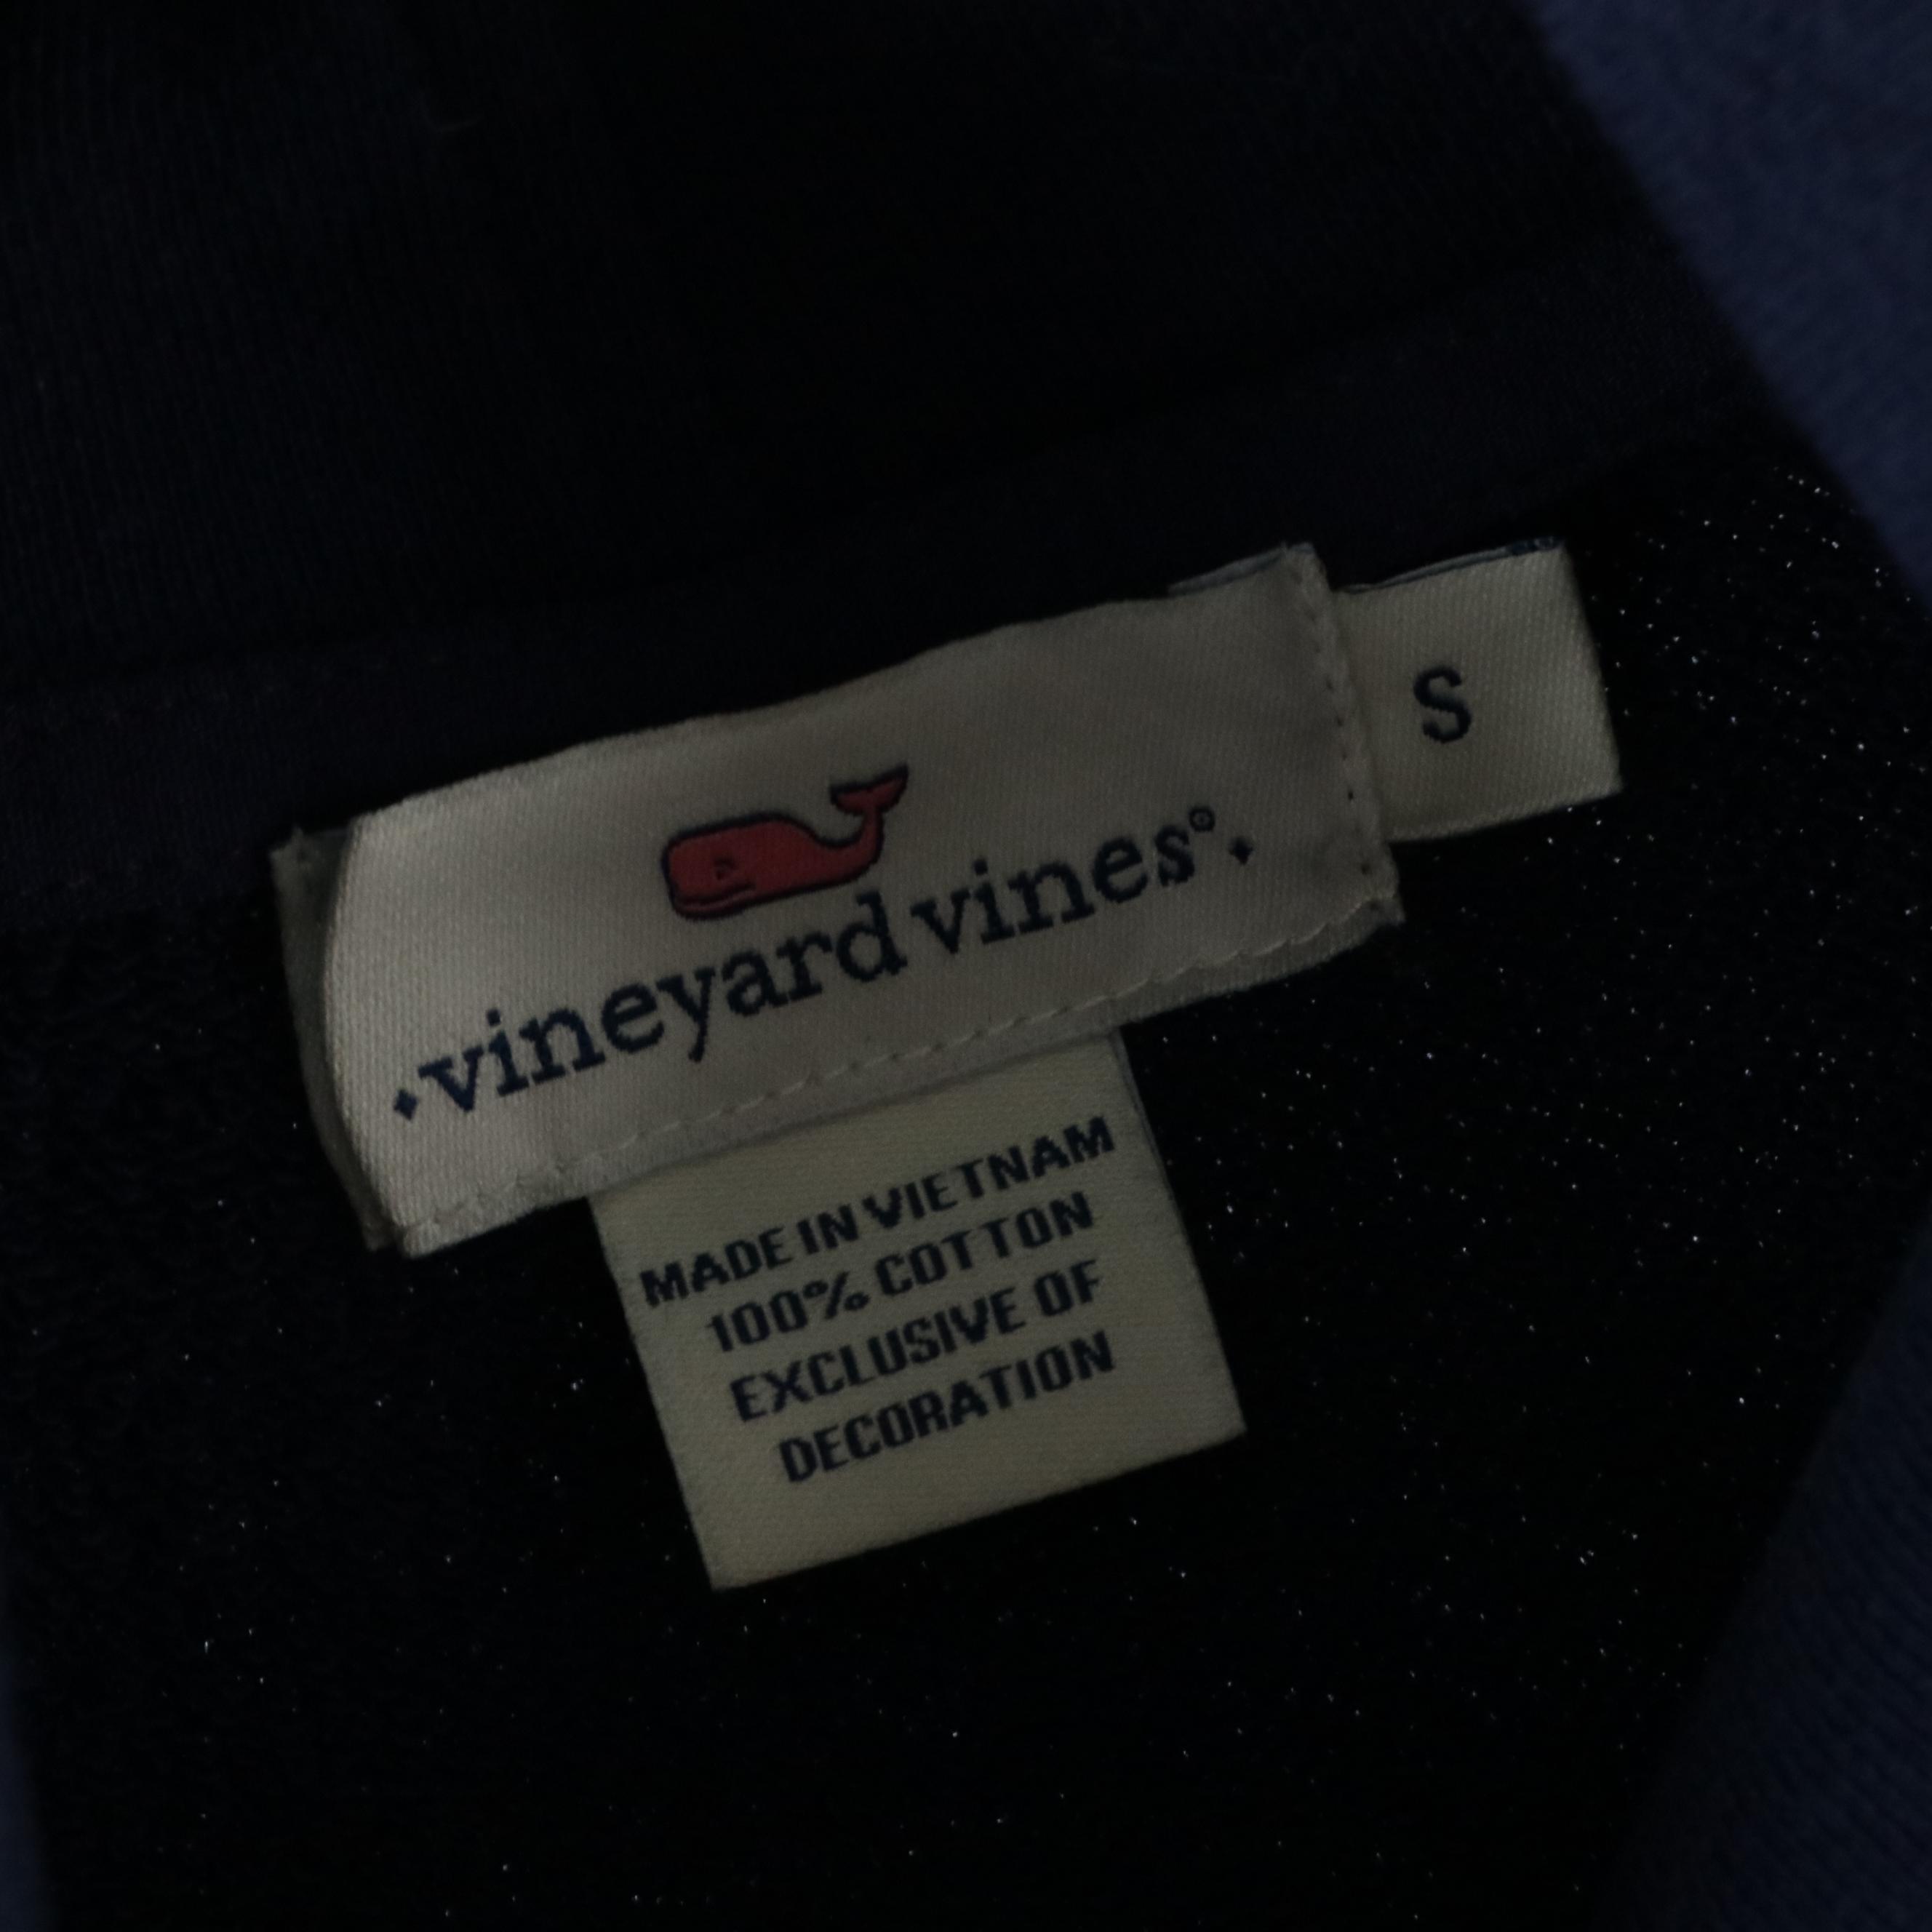 ·vineyard vines®·
S
MADE IN VIETNAM
100% COTTON
EXCLUSIVE OF
DECORATION